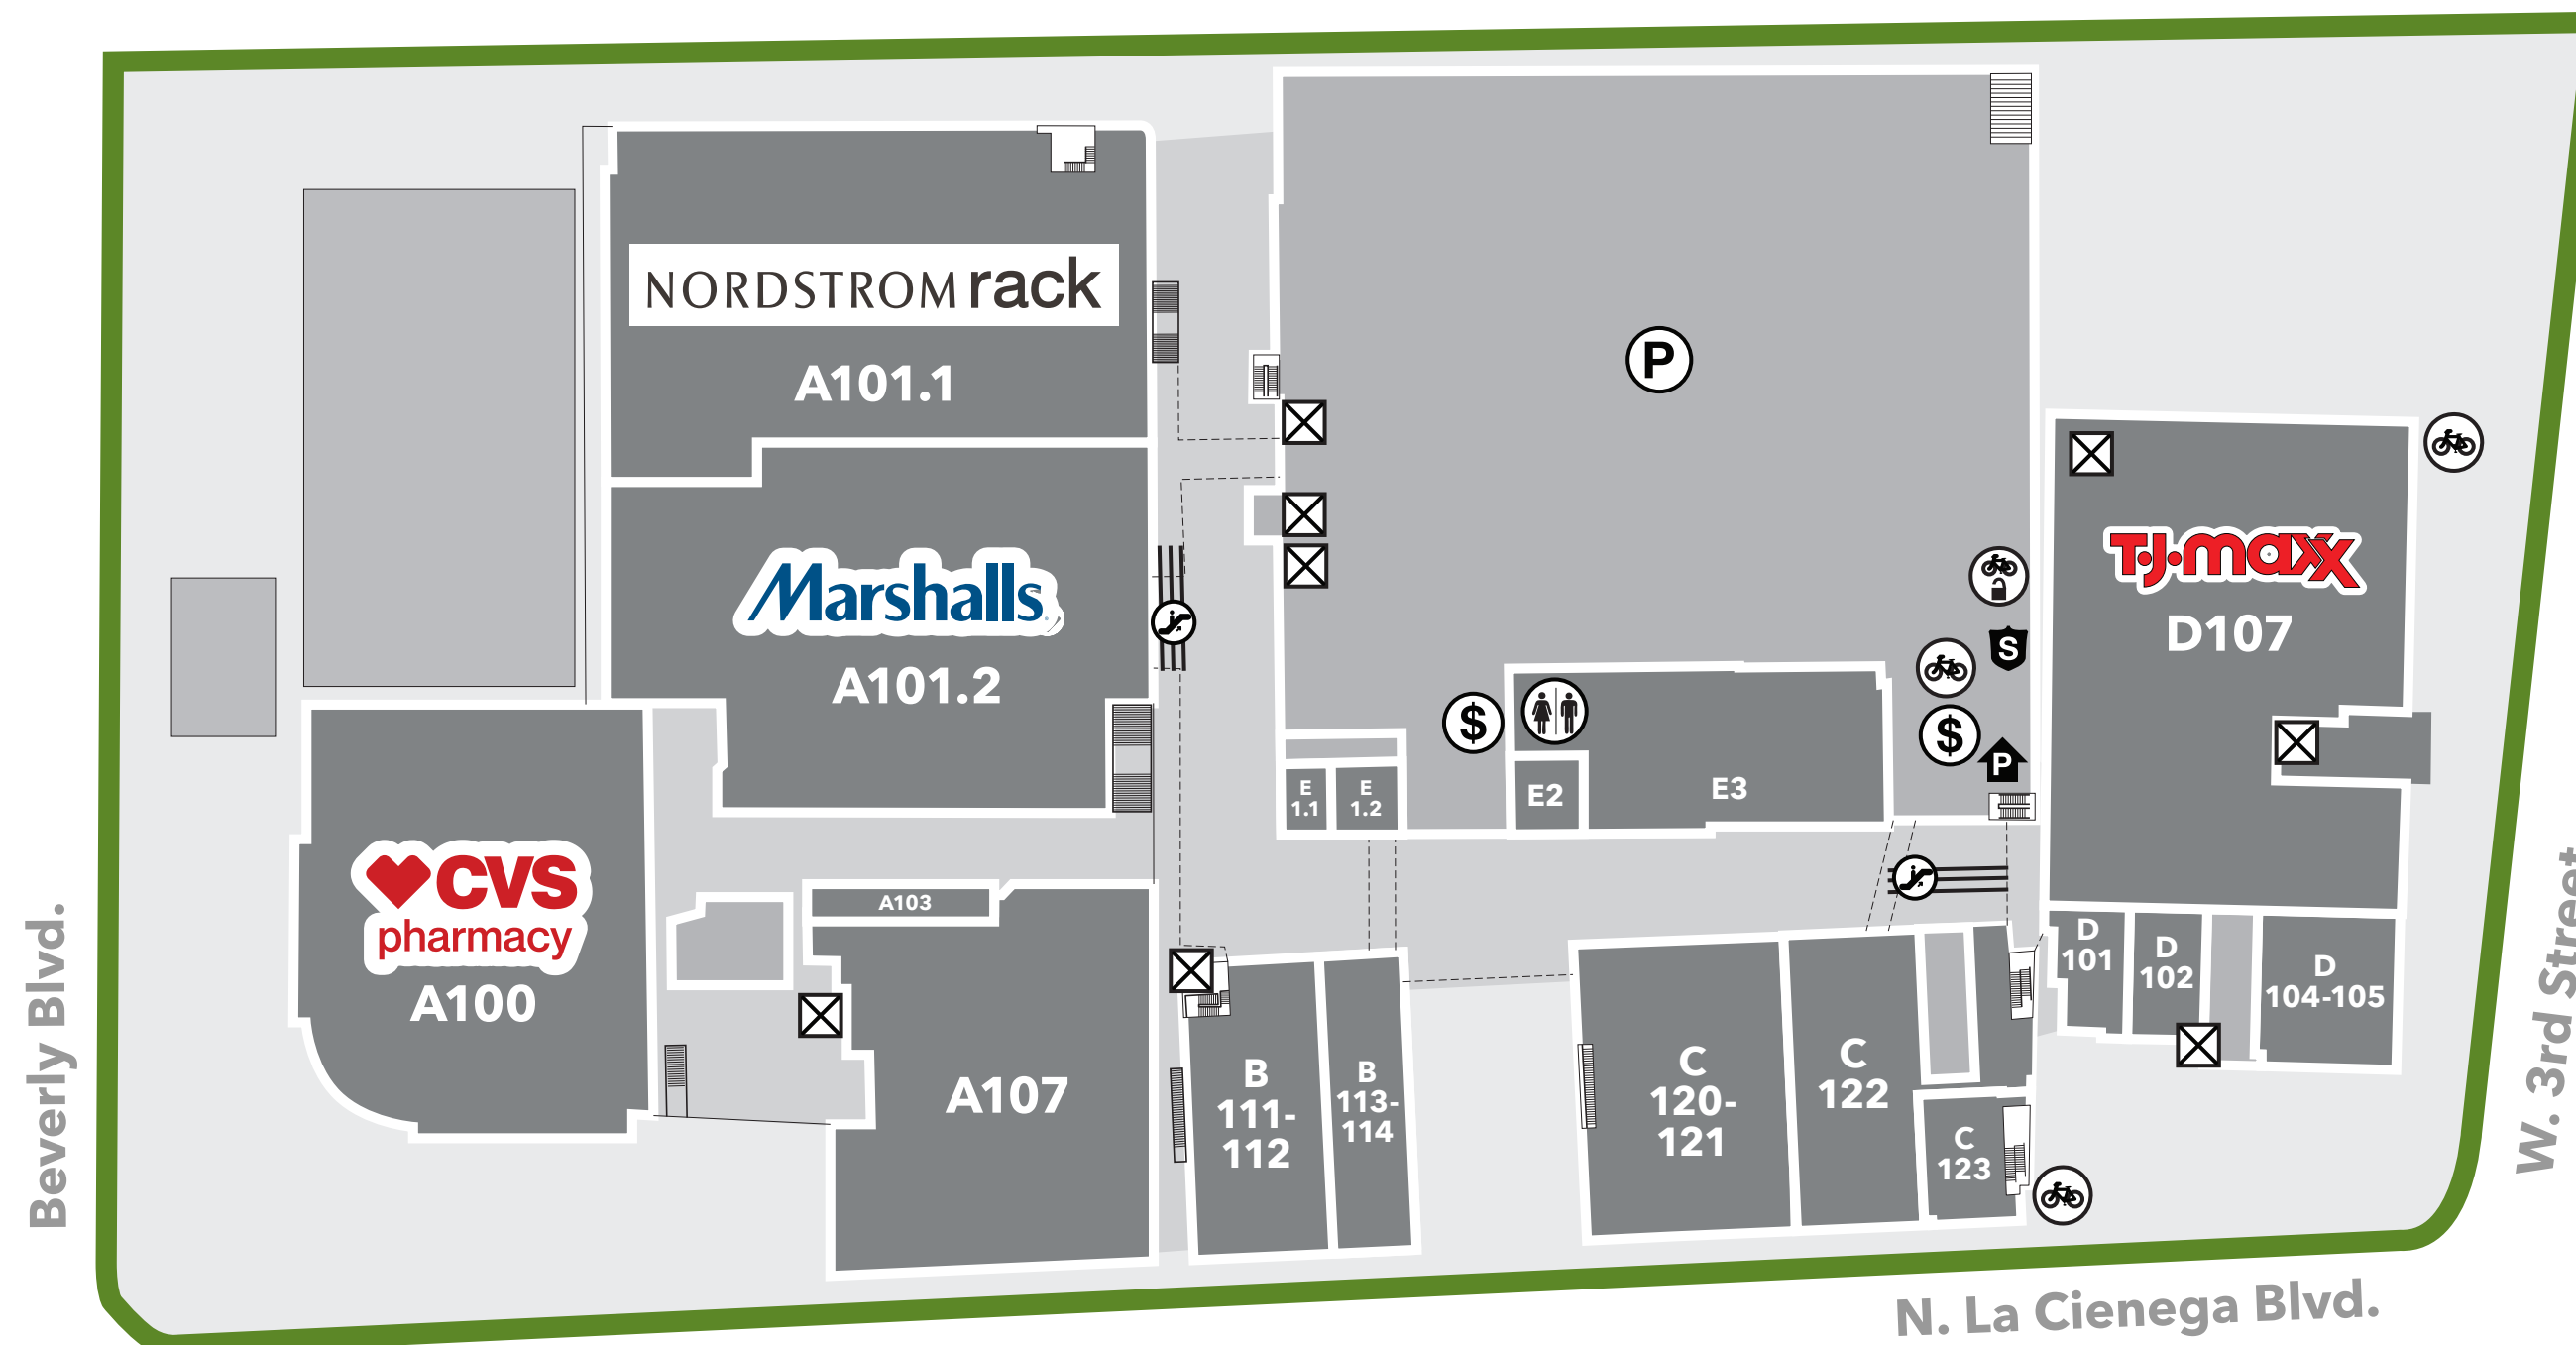 NORDSTROM rack
A101.1
Marshalls
A101.2
CVS
pharmacy
A100
A103
A107
P
S
$
$
P
E
1.1
E
1.2
E2
E3
T·J·maxx
D107
D
101
D
102
D
104-105
B
111-
112
B
113-
114
C
120-
121
C
122
C
123
Beverly Blvd.
W. 3rd Street
N. La Cienega Blvd.